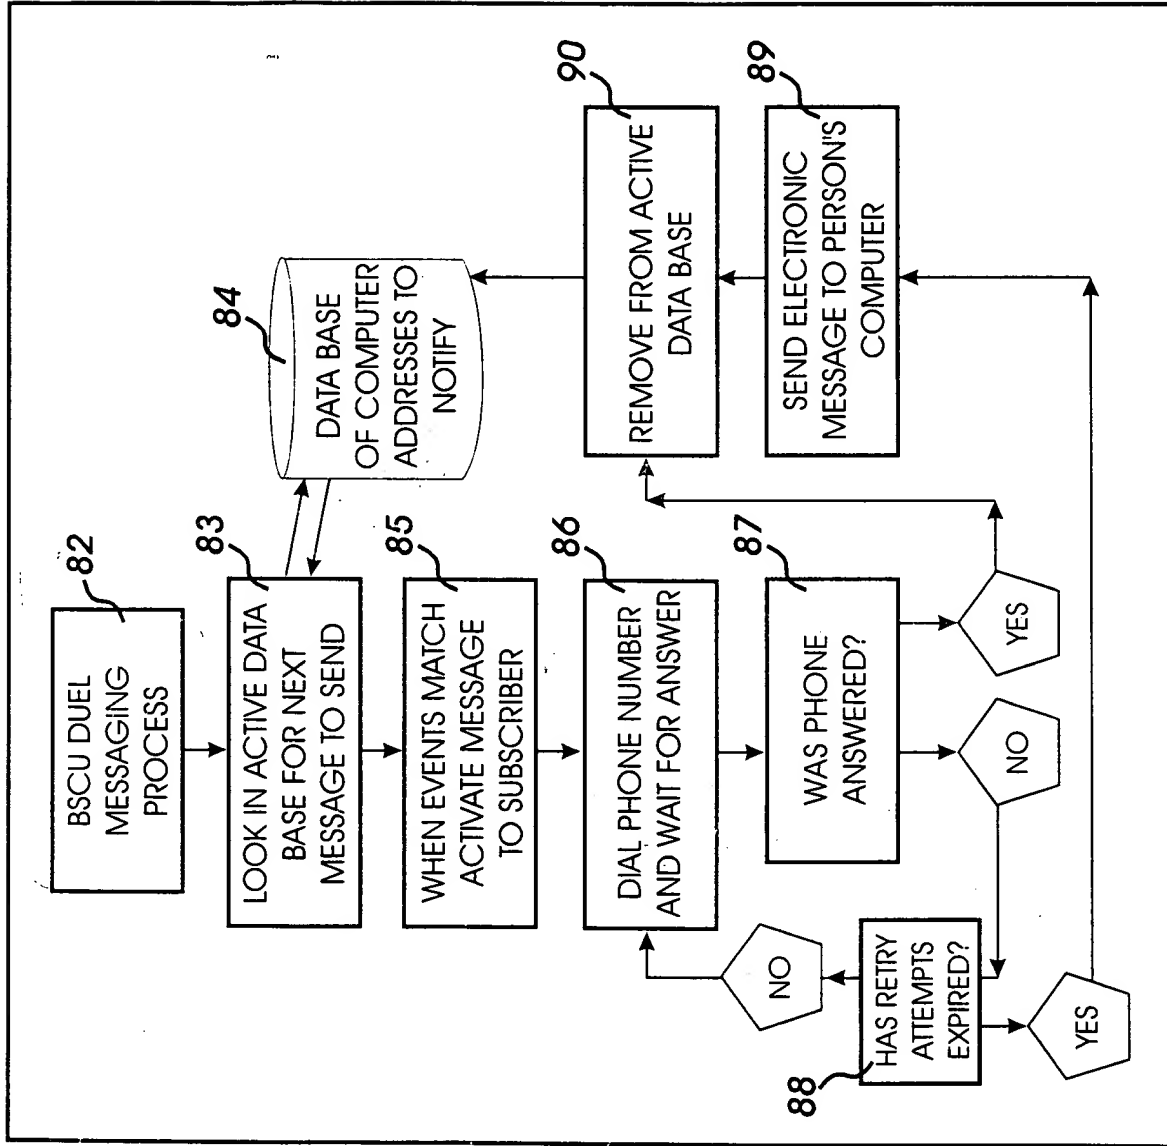 82
BSCU DUEL
MESSAGING
PROCESS
83
LOOK IN ACTIVE DATA
BASE FOR NEXT
MESSAGE TO SEND
84
DATA BASE
OF COMPUTER
ADDRESSES TO
NOTIFY
85
WHEN EVENTS MATCH
ACTIVATE MESSAGE
TO SUBSCRIBER
86
DIAL PHONE NUMBER
AND WAIT FOR ANSWER
87
WAS PHONE
ANSWERED?
YES
NO
88
HAS RETRY
ATTEMPTS
EXPIRED?
NO
YES
89
SEND ELECTRONIC
MESSAGE TO PERSON'S
COMPUTER
90
REMOVE FROM ACTIVE
DATA BASE